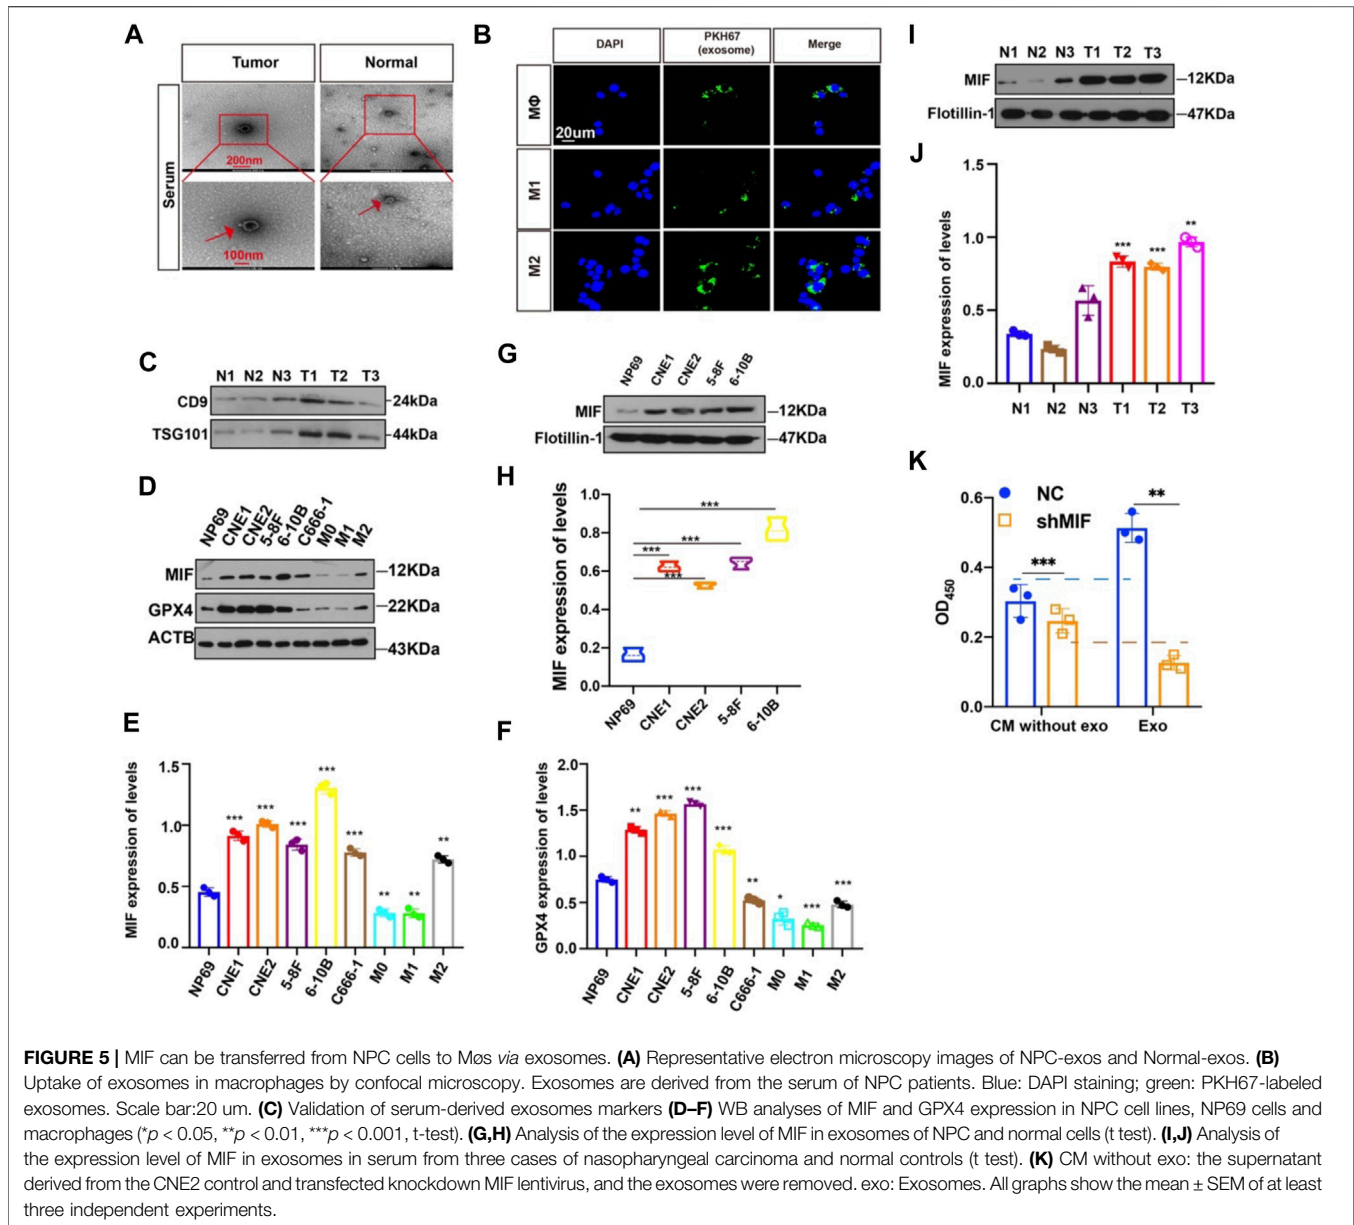 A
Tumor Normal
Serum
200nm
100nm
B
DAPI PKH67 (exosome) Merge
MΦ
20um
M1
M2
C
N1 N2 N3 T1 T2 T3
CD9 24kDa
TSG101 44kDa
D
NP69 CNE1 CNE2 5-8F 6-10B C666-1 M0 M1 M2
MIF 12KDa
GPX4 22KDa
ACTB 43KDa
E
MIF expression of levels
1.5
1.0
0.5
0.0
*** *** *** *** *** ** ** **
NP69 CNE1 CNE2 5-8F 6-10B C666-1 M0 M1 M2
G
NP69 CNE1 CNE2 5-8F 6-10B
MIF 12KDa
Flotillin-1 47KDa
H
MIF expression of levels
1.0
0.8
0.6
0.4
0.2
0.0
***
***
***
***
NP69 CNE1 CNE2 5-8F 6-10B
F
GPX4 expression of levels
2.0
1.5
1.0
0.5
0.0
** *** *** *** ** * *** ***
NP69 CNE1 CNE2 5-8F 6-10B C666-1 M0 M1 M2
I
N1 N2 N3 T1 T2 T3
MIF 12KDa
Flotillin-1 47KDa
J
MIF expression of levels
1.5
1.0
0.5
0.0
*** *** **
N1 N2 N3 T1 T2 T3
K
NC
shMIF
OD450
0.6
0.4
0.2
0.0
***
**
CM without exo Exo
FIGURE 5 | MIF can be transferred from NPC cells to Møs via exosomes. (A) Representative electron microscopy images of NPC-exos and Normal-exos. (B)
Uptake of exosomes in macrophages by confocal microscopy. Exosomes are derived from the serum of NPC patients. Blue: DAPI staining; green: PKH67-labeled
exosomes. Scale bar:20 um. (C) Validation of serum-derived exosomes markers (D–F) WB analyses of MIF and GPX4 expression in NPC cell lines, NP69 cells and
macrophages (*p < 0.05, **p < 0.01, ***p < 0.001, t-test). (G,H) Analysis of the expression level of MIF in exosomes of NPC and normal cells (t test). (I,J) Analysis of
the expression level of MIF in exosomes in serum from three cases of nasopharyngeal carcinoma and normal controls (t test). (K) CM without exo: the supernatant
derived from the CNE2 control and transfected knockdown MIF lentivirus, and the exosomes were removed. exo: Exosomes. All graphs show the mean ± SEM of at least
three independent experiments.